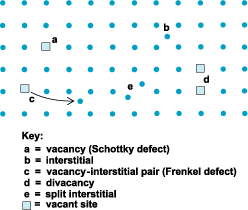 a
b
c
d
e
Key:
a = vacancy (Schottky defect)
b = interstitial
c = vacancy-interstitial pair (Frenkel defect)
d = divacancy
e = split interstitial
= vacant site